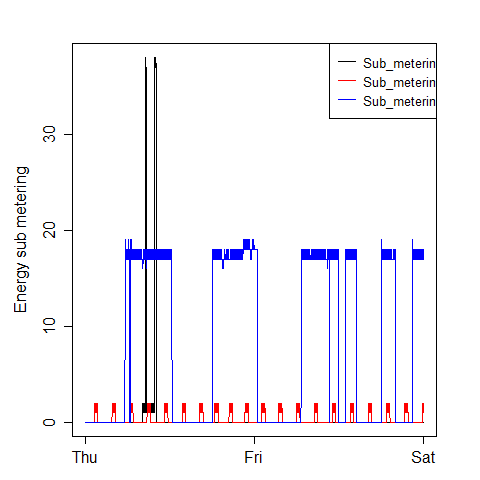 Sub_meterin
Sub_meterin
Sub_meterin
Energy sub metering
30
20
10
0
Thu Fri Sat